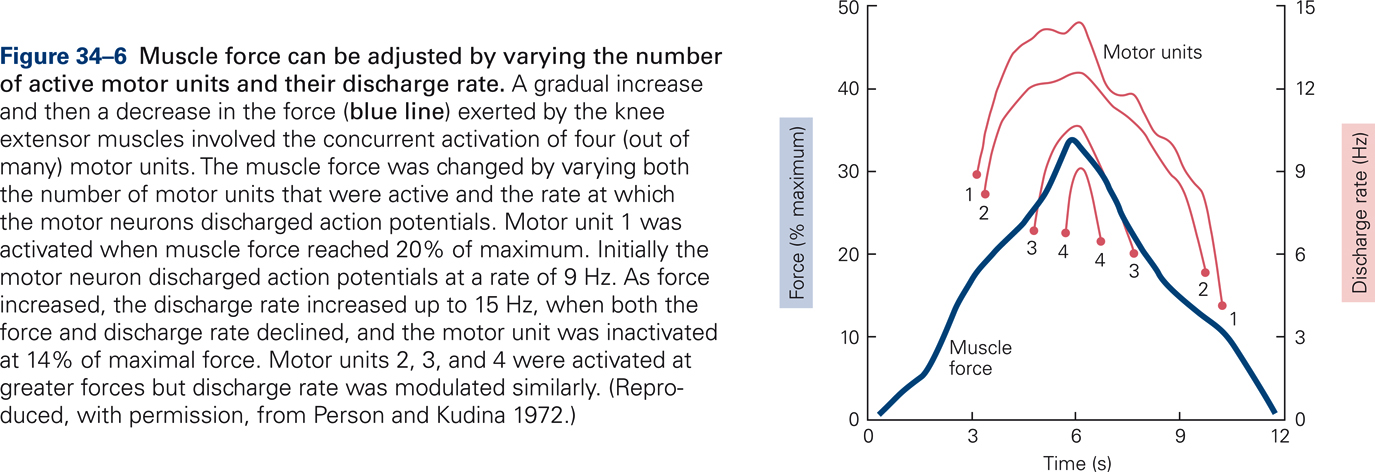 Figure 34–6 Muscle force can be adjusted by varying the number
of active motor units and their discharge rate. A gradual increase
and then a decrease in the force (blue line) exerted by the knee
extensor muscles involved the concurrent activation of four (out of
many) motor units. The muscle force was changed by varying both
the number of motor units that were active and the rate at which
the motor neurons discharged action potentials. Motor unit 1 was
activated when muscle force reached 20% of maximum. Initially the
motor neuron discharged action potentials at a rate of 9 Hz. As force
increased, the discharge rate increased up to 15 Hz, when both the
force and discharge rate declined, and the motor unit was inactivated
at 14% of maximal force. Motor units 2, 3, and 4 were activated at
greater forces but discharge rate was modulated similarly. (Repro-
duced, with permission, from Person and Kudina 1972.)
Force (% maximum)
50
40
30
20
10
0
Motor units
1
2
3
4
4
3
2
1
Muscle
force
0
3
6
9
12
Time (s)
15
12
9
6
3
0
Discharge rate (Hz)